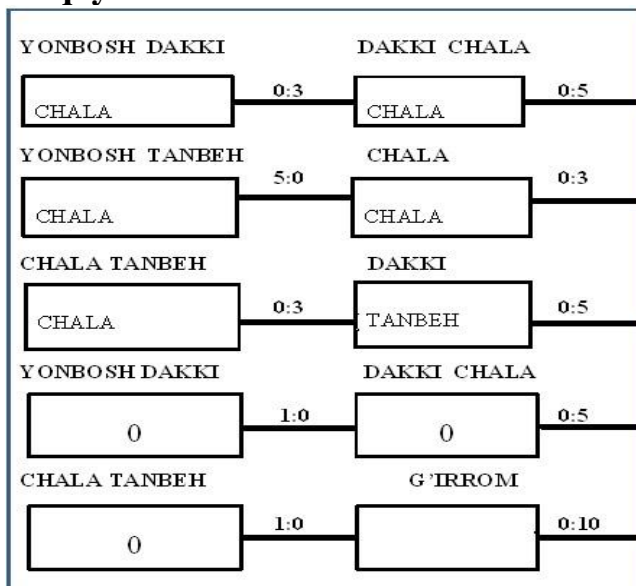 YONBOSH DAKKI DAKKI CHALA
0:3 0:5
CHALA CHALA
YONBOSH TANBEH CHALA
5:0 0:3
CHALA CHALA
CHALA TANBEH DAKKI
0:3 0:5
CHALA TANBEH
YONBOSH DAKKI DAKKI CHALA
1:0 0:5
0 0
CHALA TANBEH G'IRROM
1:0 0:10
0